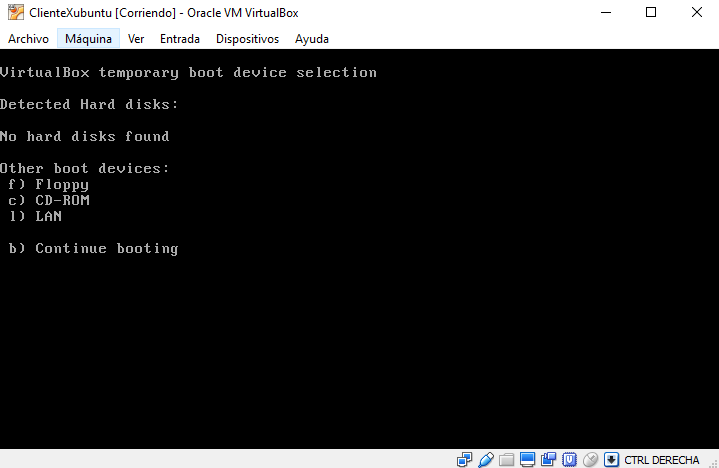 ClienteXubuntu [Corriendo] - Oracle VM VirtualBox
Archivo Máquina Ver Entrada Dispositivos Ayuda
VirtualBox temporary boot device selection
Detected Hard disks:
No hard disks found
Other boot devices:
f) Floppy
c) CD-ROM
l) LAN
b) Continue booting
CTRL DERECHA